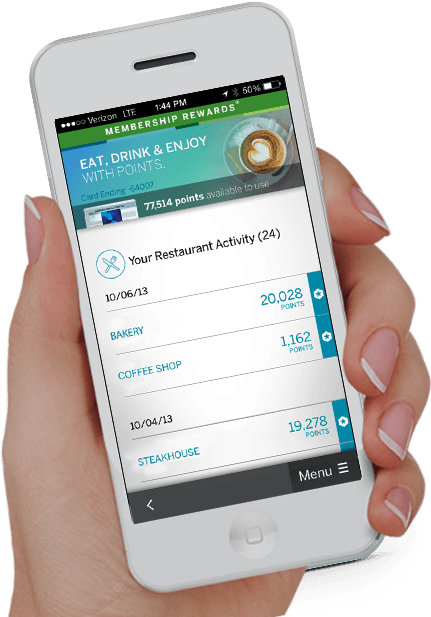 Verizon LTE 1:44 PM 50%
MEMBERSHIP REWARDS®
EAT, DRINK & ENJOY
WITH POINTS.
Card Ending -64007
77,514 points available to use
Your Restaurant Activity (24)
10/06/13
BAKERY 20,028
POINTS
COFFEE SHOP 1,162
POINTS
10/04/13
STEAKHOUSE 19,278
POINTS
Menu